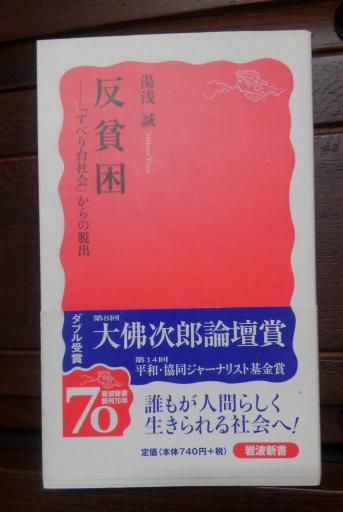 湯浅 誠
Makoto Yuasa
反貧困
──「すべり台社会」からの脱出
ダブル受賞
第8回
大佛次郎論壇賞
第14回
平和・協同ジャーナリスト基金賞
岩波新書
創刊70年
70
誰もが人間らしく
生きられる社会へ!
定価(本体740円+税)
岩波新書